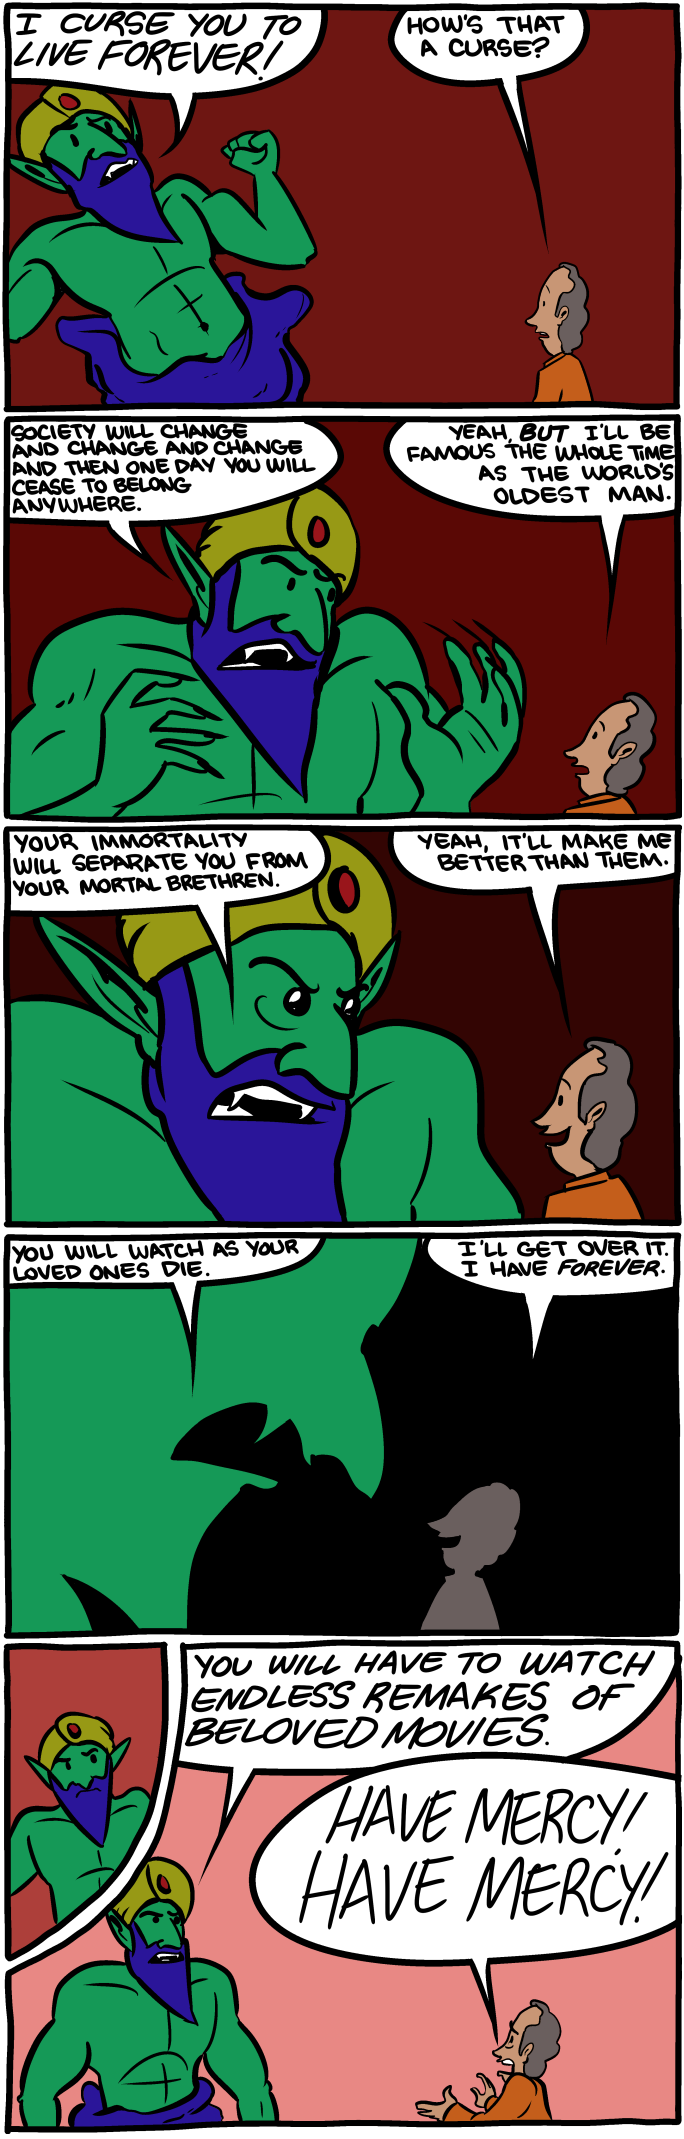 I CURSE YOU TO
LIVE FOREVER!
HOW'S THAT
A CURSE?
SOCIETY WILL CHANGE
AND CHANGE AND CHANGE
AND THEN ONE DAY YOU WILL
CEASE TO BELONG
ANYWHERE.
YEAH, BUT I'LL BE
FAMOUS THE WHOLE TIME
AS THE WORLD'S
OLDEST MAN.
YOUR IMMORTALITY
WILL SEPARATE YOU FROM
YOUR MORTAL BRETHREN.
YEAH, IT'LL MAKE ME
BETTER THAN THEM.
YOU WILL WATCH AS YOUR
LOVED ONES DIE.
I'LL GET OVER IT.
I HAVE FOREVER.
YOU WILL HAVE TO WATCH
ENDLESS REMAKES OF
BELOVED MOVIES.
HAVE MERCY!
HAVE MERCY!